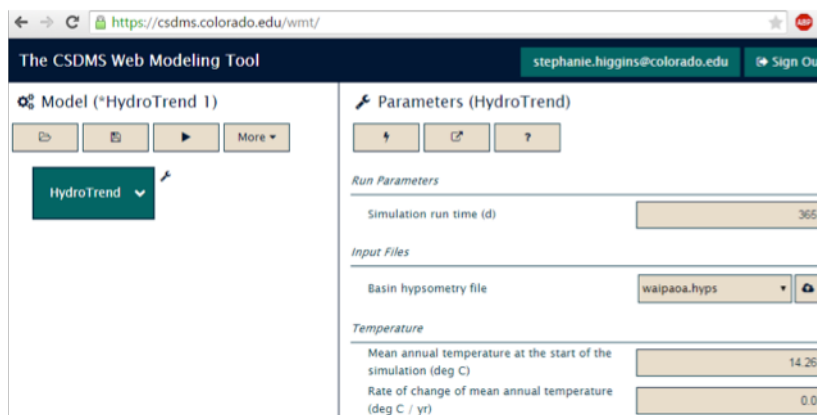 https://csdms.colorado.edu/wmt/
ABP
The CSDMS Web Modeling Tool
stephanie.higgins@colorado.edu
Sign Ou
Model (*HydroTrend 1)
Parameters (HydroTrend)
More
?
HydroTrend
Run Parameters
Simulation run time (d)
365
Input Files
Basin hypsometry file
waipaoa.hyps
Temperature
Mean annual temperature at the start of the
simulation (deg C)
14.26
Rate of change of mean annual temperature
(deg C / yr)
0.0